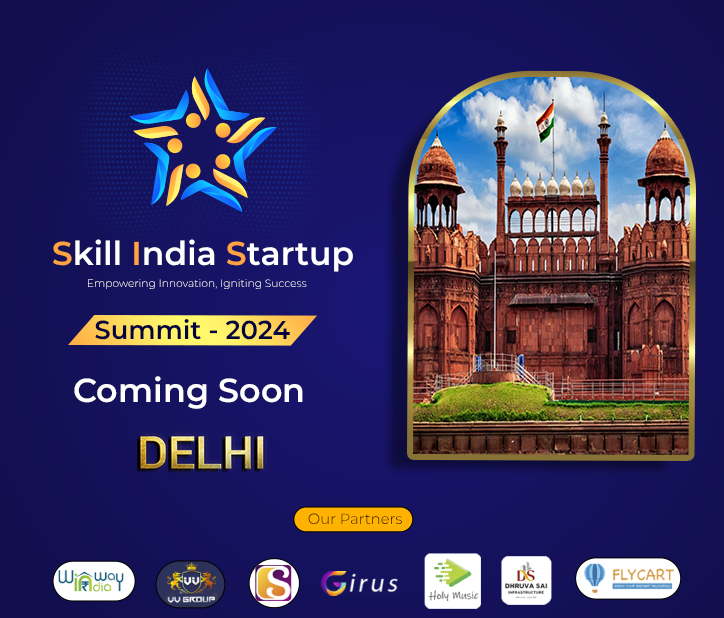 Skill India Startup
Empowering Innovation, Igniting Success
Summit - 2024
Coming Soon
DELHI
Our Partners
VV GROUP
Girus
Holy Music
DS
DHRUVA SAI
INFRASTRUCTURE
FLYCART